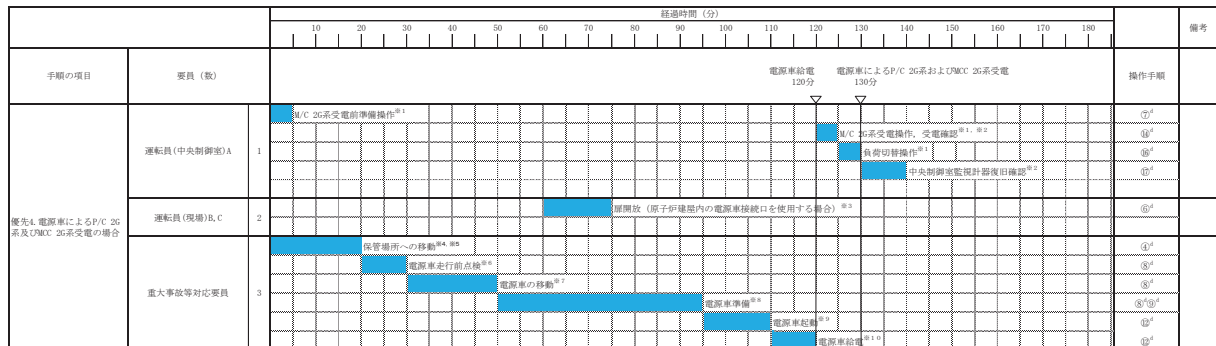 経過時間(分)
備考
10 20 30 40 50 60 70 80 90 100 110 120 130 140 150 160 170 180
手順の項目
要員(数)
電源車給電
120分
電源車によるP/C 2G系およびMCC 2G系受電
130分
操作手順
優先4.電源車によるP/C 2G
系及びMCC 2G系受電の場合
運転員(中央制御室)A
1
M/C 2G系受電前準備操作※1
⑦d
M/C 2G系受電操作,受電確認※1,※2
⑭d
負荷切替操作※1
⑯d
中央制御室監視計器復旧確認※2
⑰d
運転員(現場)B,C
2
扉開放(原子炉建屋内の電源車接続口を使用する場合)※3
⑥d
重大事故等対応要員
3
保管場所への移動※4,※5
④d
電源車走行前点検※6
⑧d
電源車の移動※7
⑧d
電源車準備※8
⑧d⑨d
電源車起動※9
⑫d
電源車給電※10
⑫d